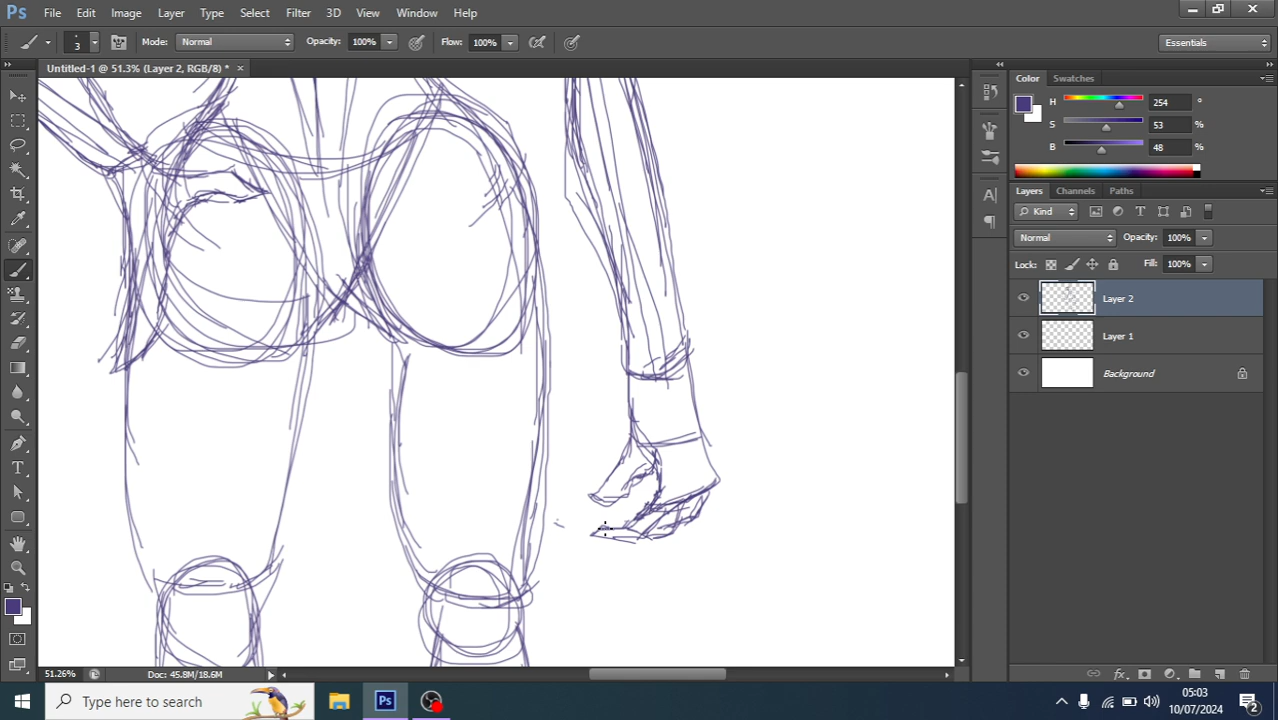 Ps File Edit Image Layer Type Select Filter 3D View Window Help
3 Mode: Normal Opacity: 100% Flow: 100% Essentials
Untitled-1 @ 51.3% (Layer 2, RGB/8) * ×
Color Swatches
H 254 °
S 53 %
B 48 %
Layers Channels Paths
Kind
Normal Opacity: 100%
Lock: Fill: 100%
Layer 2
Layer 1
Background
51.26% Doc: 45.8M/18.6M
Type here to search
Ps
05:03
10/07/2024
2